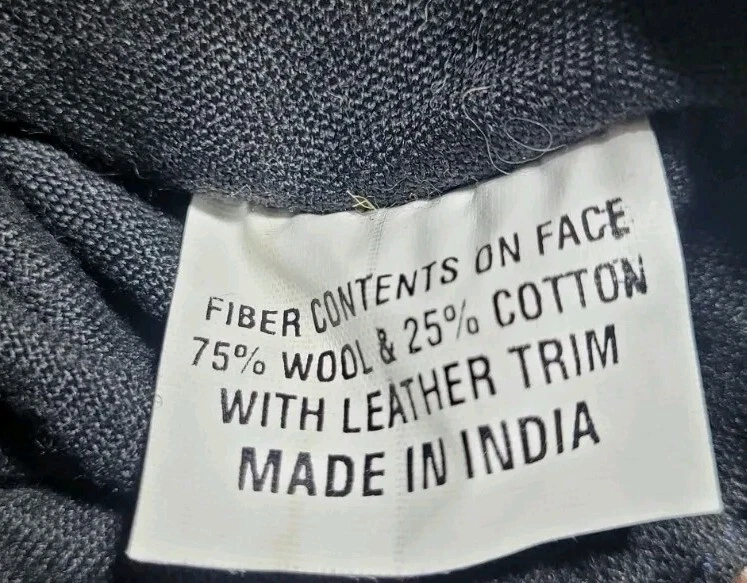 FIBER CONTENTS ON FACE
75% WOOL & 25% COTTON
WITH LEATHER TRIM
MADE IN INDIA